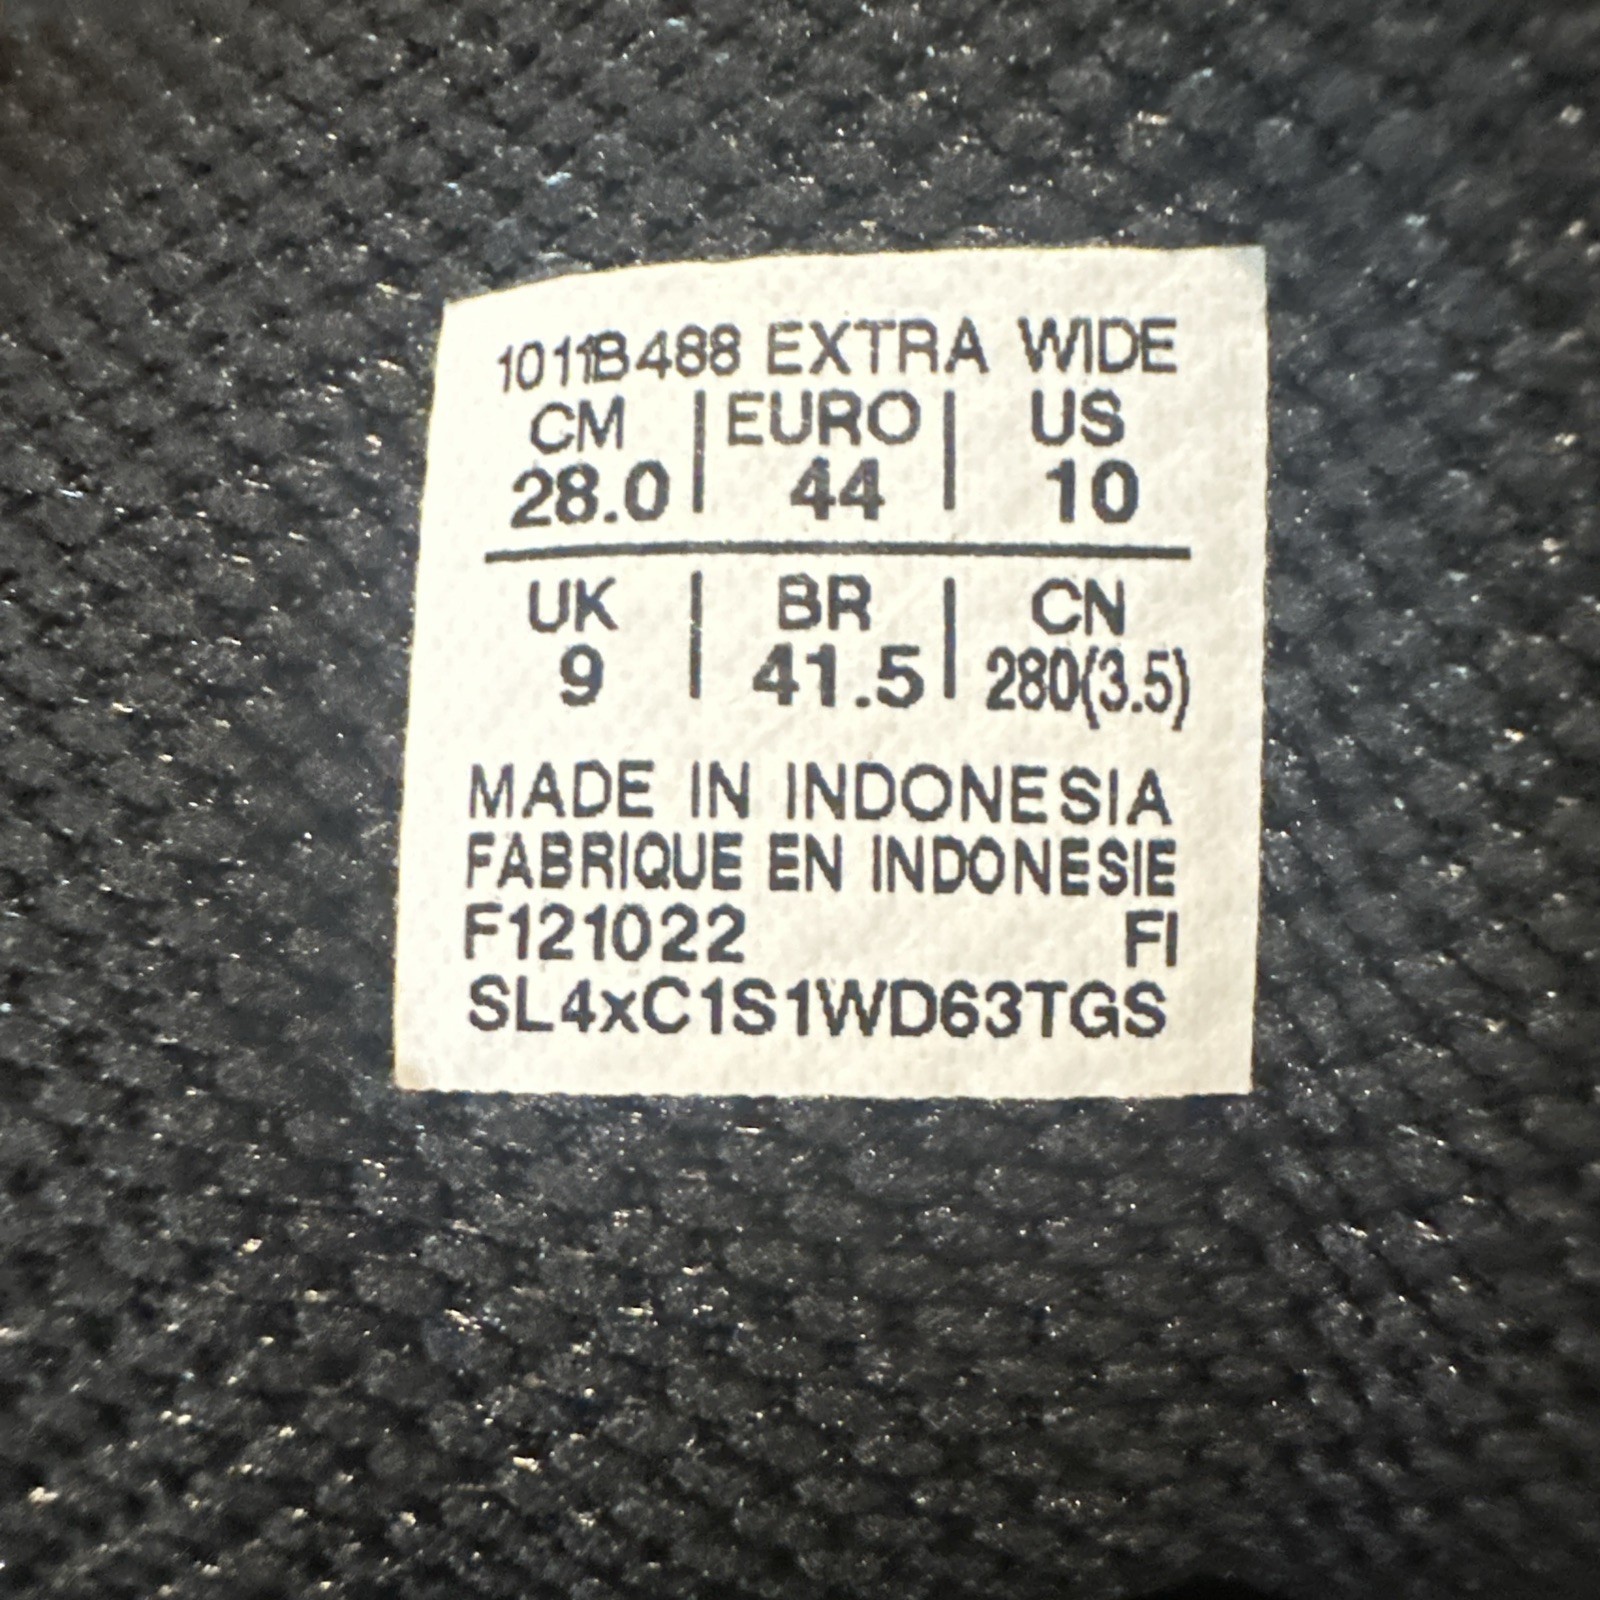 1011B488 EXTRA WIDE
CM | EURO | US
28.0 | 44 | 10
UK | BR | CN
9 | 41.5 | 280(3.5)
MADE IN INDONESIA
FABRIQUE EN INDONESIE
F121022 FI
SL4xC1S1WD63TGS